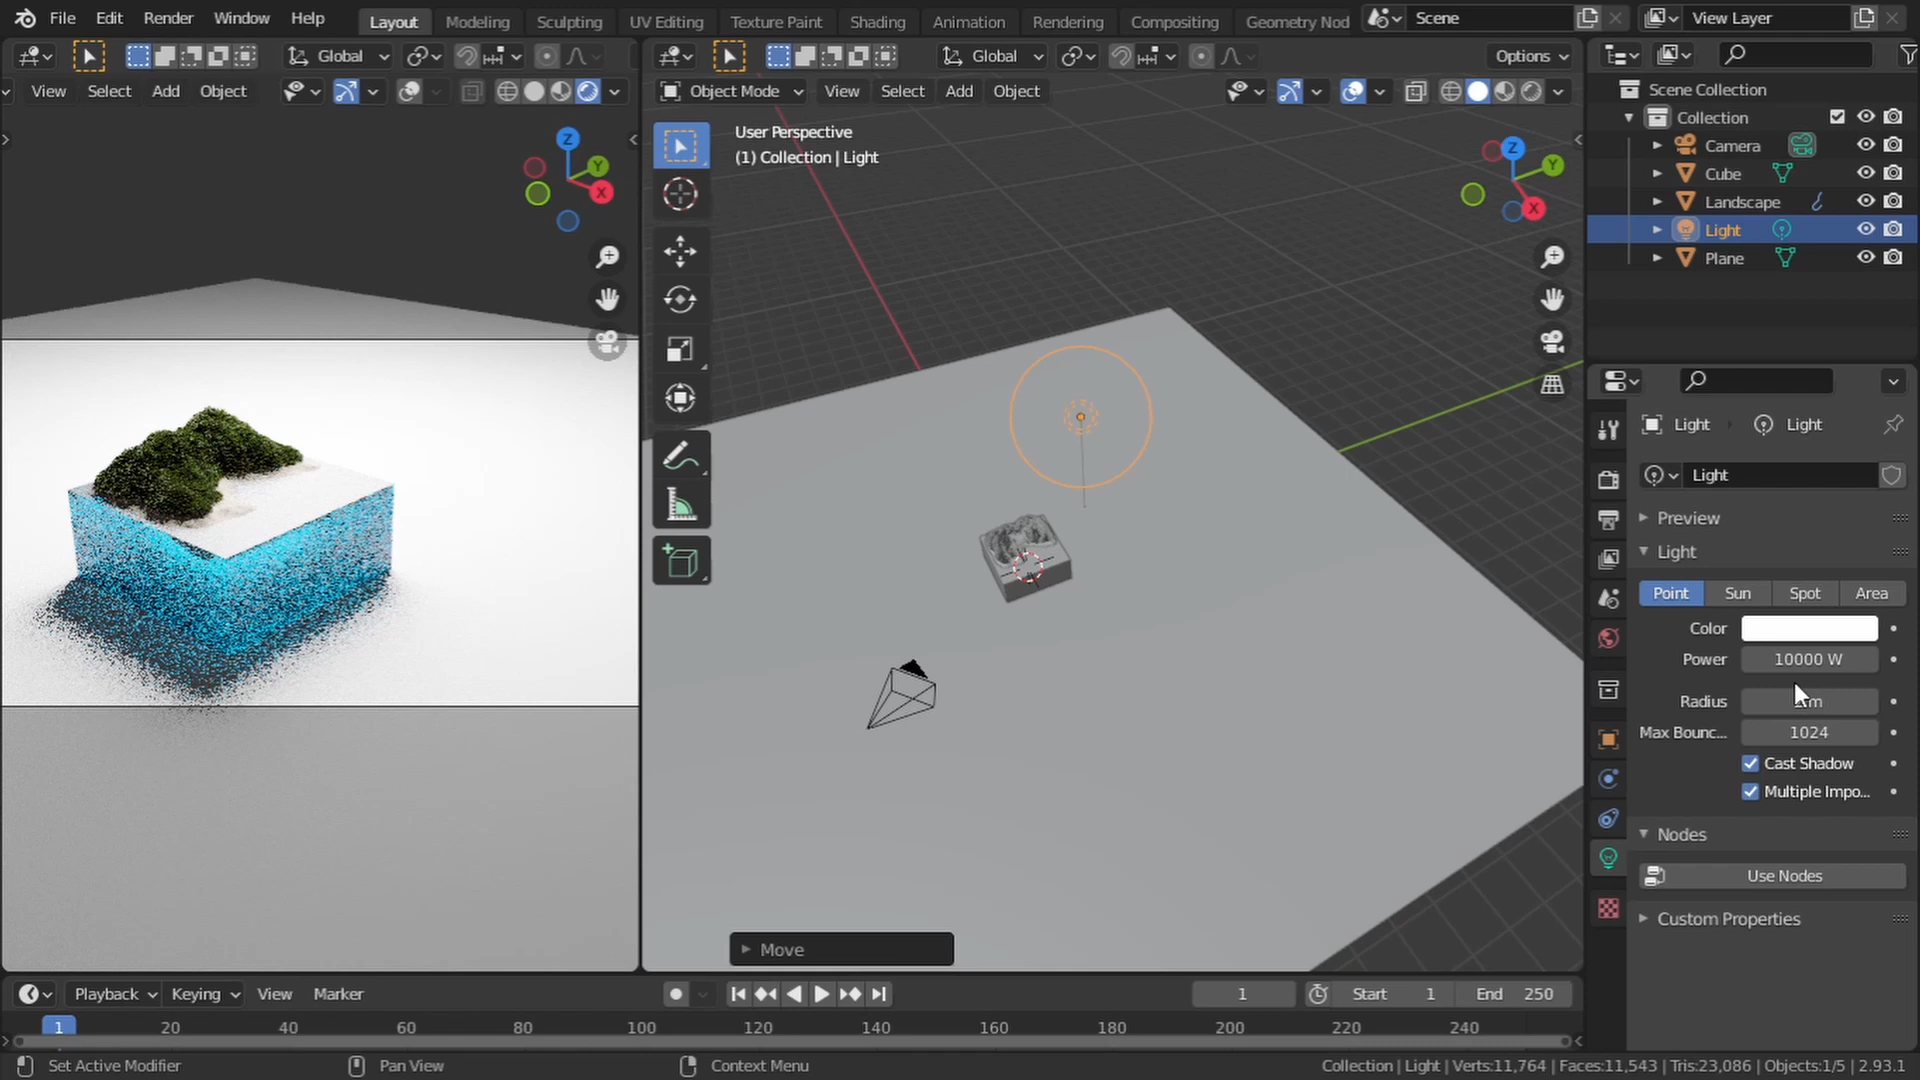 File Edit Render Window Help Layout Modeling Sculpting UV Editing Texture Paint Shading Animation Rendering Compositing Geometry Nod Scene View Layer
Global Global Options
View Select Add Object Object Mode View Select Add Object
Scene Collection
Collection
Camera
Cube
Landscape
Light
Plane
Z Y X
User Perspective
(1) Collection | Light
Z Y X
Light Light
Light
Preview
Light
Point Sun Spot Area
Color
Power 10000 W
Radius m
Max Bounc... 1024
Cast Shadow
Multiple Impo...
Nodes
Use Nodes
Custom Properties
Move
Playback Keying View Marker 1 Start 1 End 250
1 20 40 60 80 100 120 140 160 180 200 220 240
Set Active Modifier Pan View Context Menu Collection | Light | Verts:11,764 | Faces:11,543 | Tris:23,086 | Objects:1/5 | 2.93.1